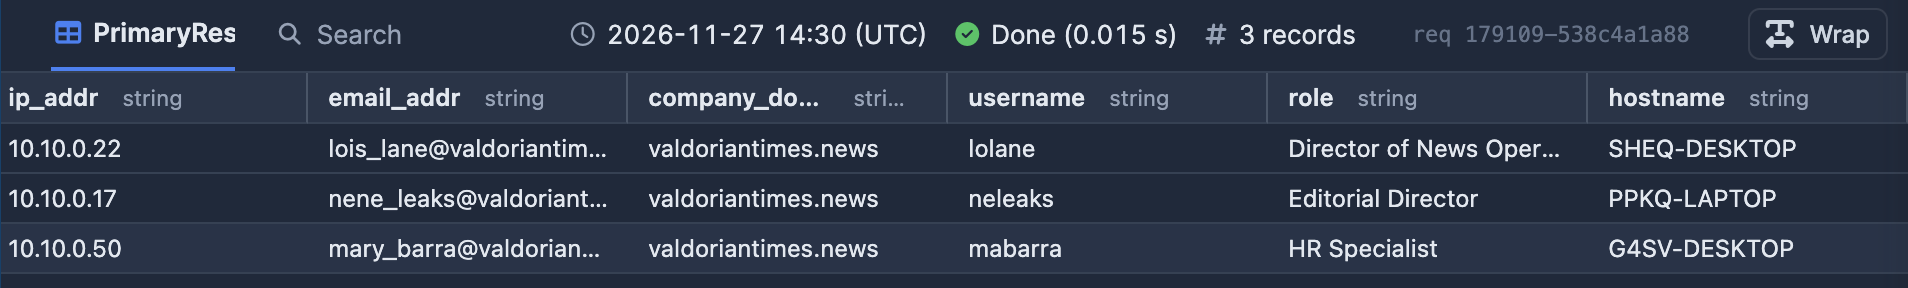 PrimaryRes Search 2026-11-27 14:30 (UTC) Done (0.015 s) # 3 records req 179109-538c4a1a88 Wrap
ip_addr string email_addr string company_do... stri... username string role string hostname string
10.10.0.22 lois_lane@valdoriantim... valdoriantimes.news lolane Director of News Oper... SHEQ-DESKTOP
10.10.0.17 nene_leaks@valdoriant... valdoriantimes.news neleaks Editorial Director PPKQ-LAPTOP
10.10.0.50 mary_barra@valdorian... valdoriantimes.news mabarra HR Specialist G4SV-DESKTOP